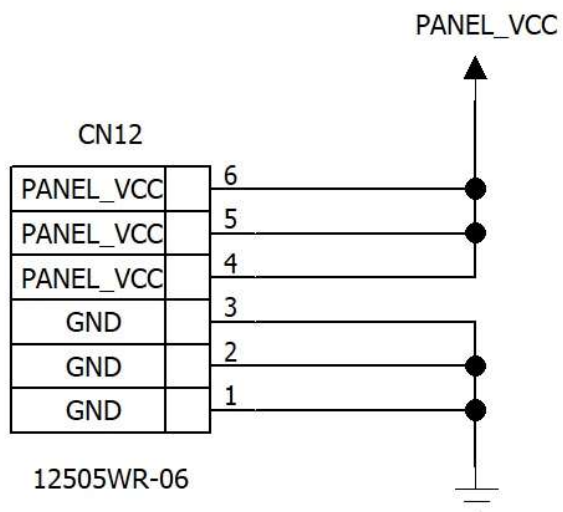 PANEL_VCC
CN12
PANEL_VCC 6
PANEL_VCC 5
PANEL_VCC 4
GND 3
GND 2
GND 1
12505WR-06